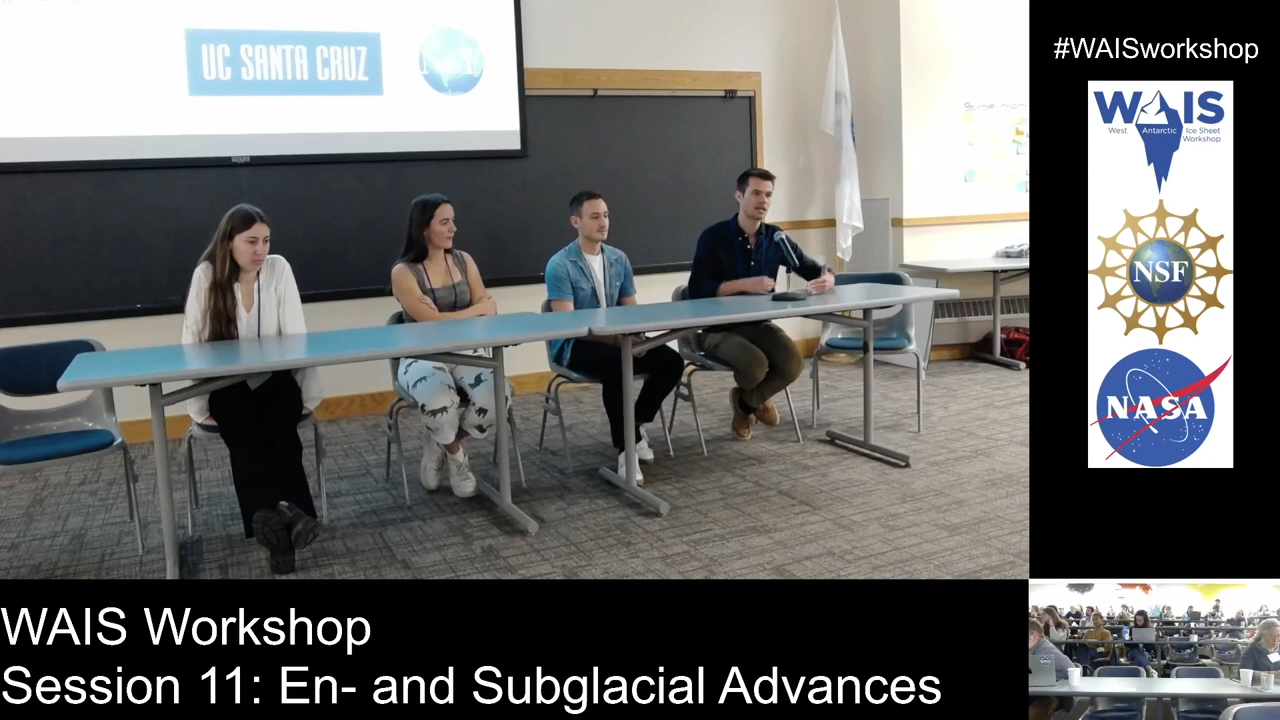 UC SANTA CRUZ
NSF
#WAISworkshop
WAIS
West Antarctic Ice Sheet
Workshop
NSF
NASA
WAIS Workshop
Session 11: En- and Subglacial Advances